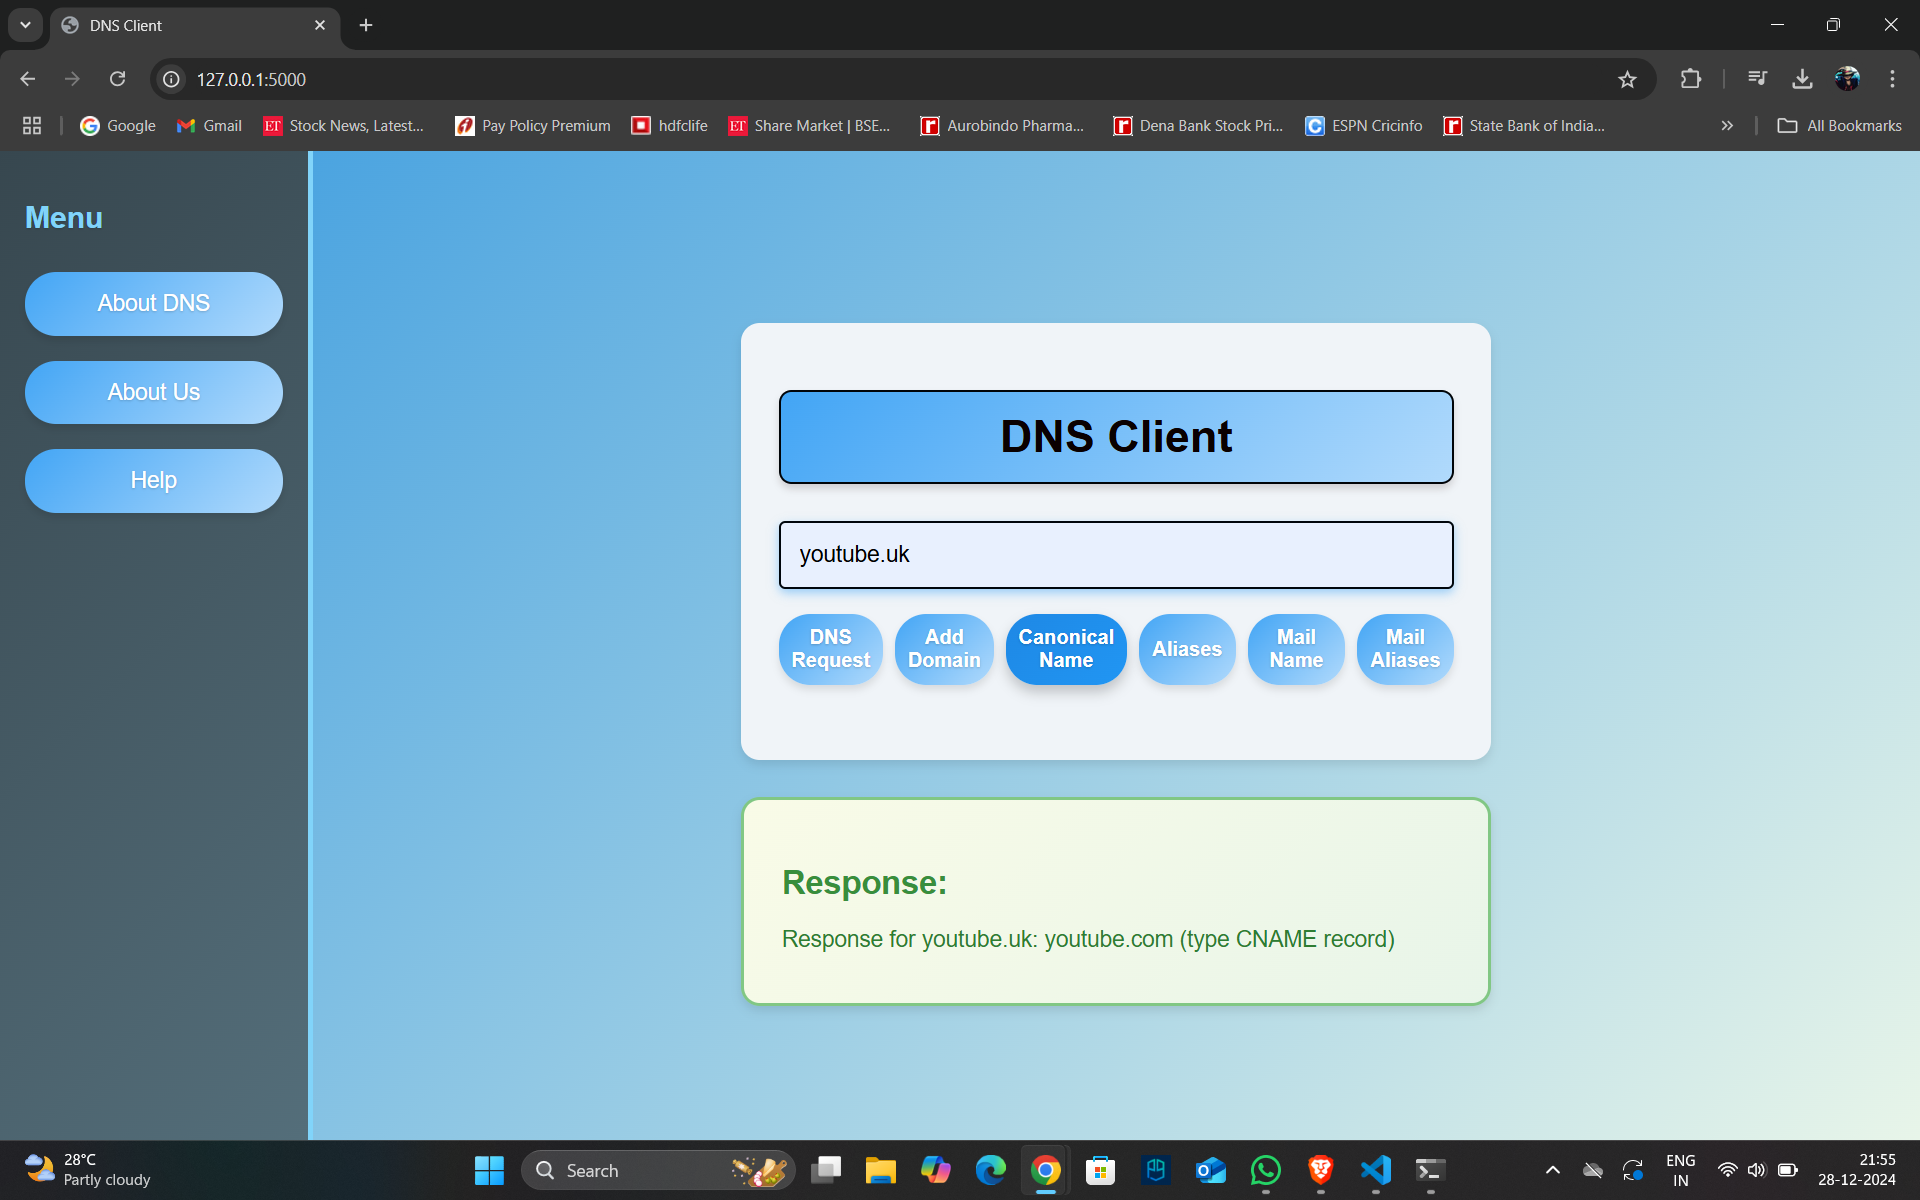 DNS Client
127.0.0.1:5000
Google
Gmail
Stock News, Latest...
Pay Policy Premium
hdfclife
Share Market | BSE...
Aurobindo Pharma...
Dena Bank Stock Pri...
ESPN Cricinfo
State Bank of India...
All Bookmarks
Menu
About DNS
About Us
Help
DNS Client
youtube.uk
DNS
Request
Add
Domain
Canonical
Name
Aliases
Mail
Name
Mail
Aliases
Response:
Response for youtube.uk: youtube.com (type CNAME record)
28°C
Partly cloudy
Search
ENG
IN
21:55
28-12-2024